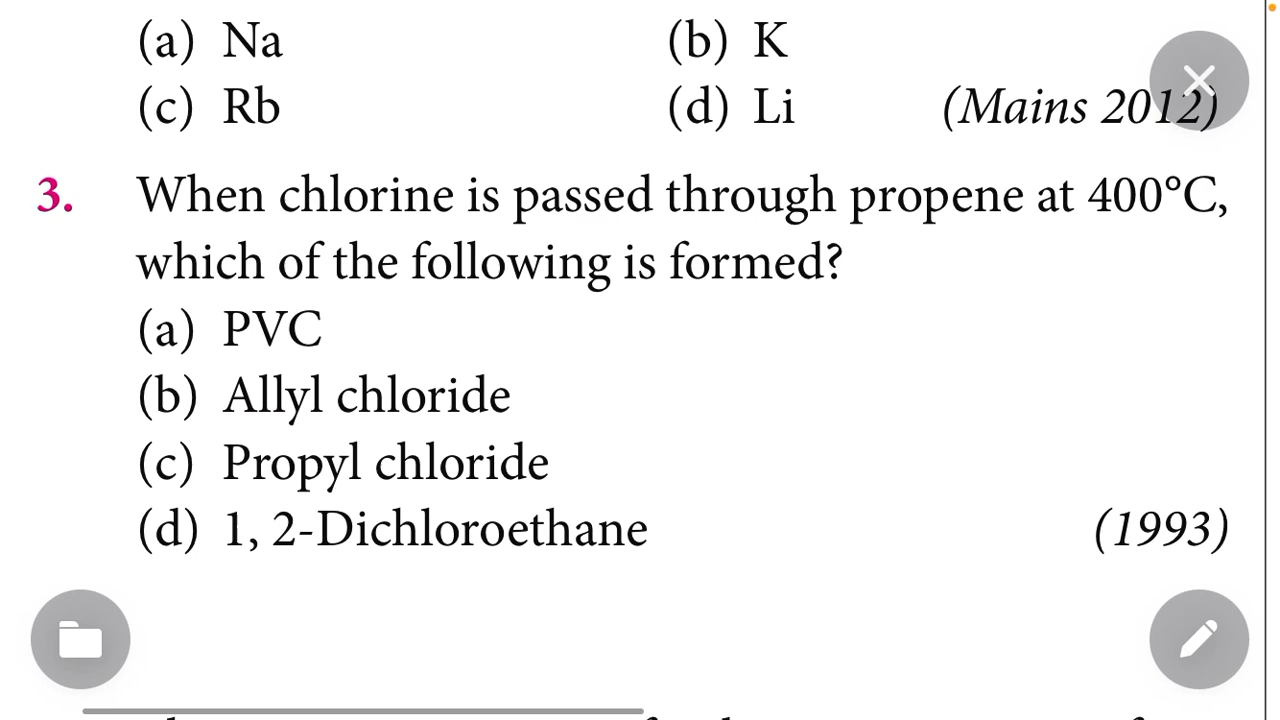 (a) Na (b) K
(c) Rb (d) Li (Mains 2012)
3. When chlorine is passed through propene at 400°C,
which of the following is formed?
(a) PVC
(b) Allyl chloride
(c) Propyl chloride
(d) 1, 2-Dichloroethane (1993)